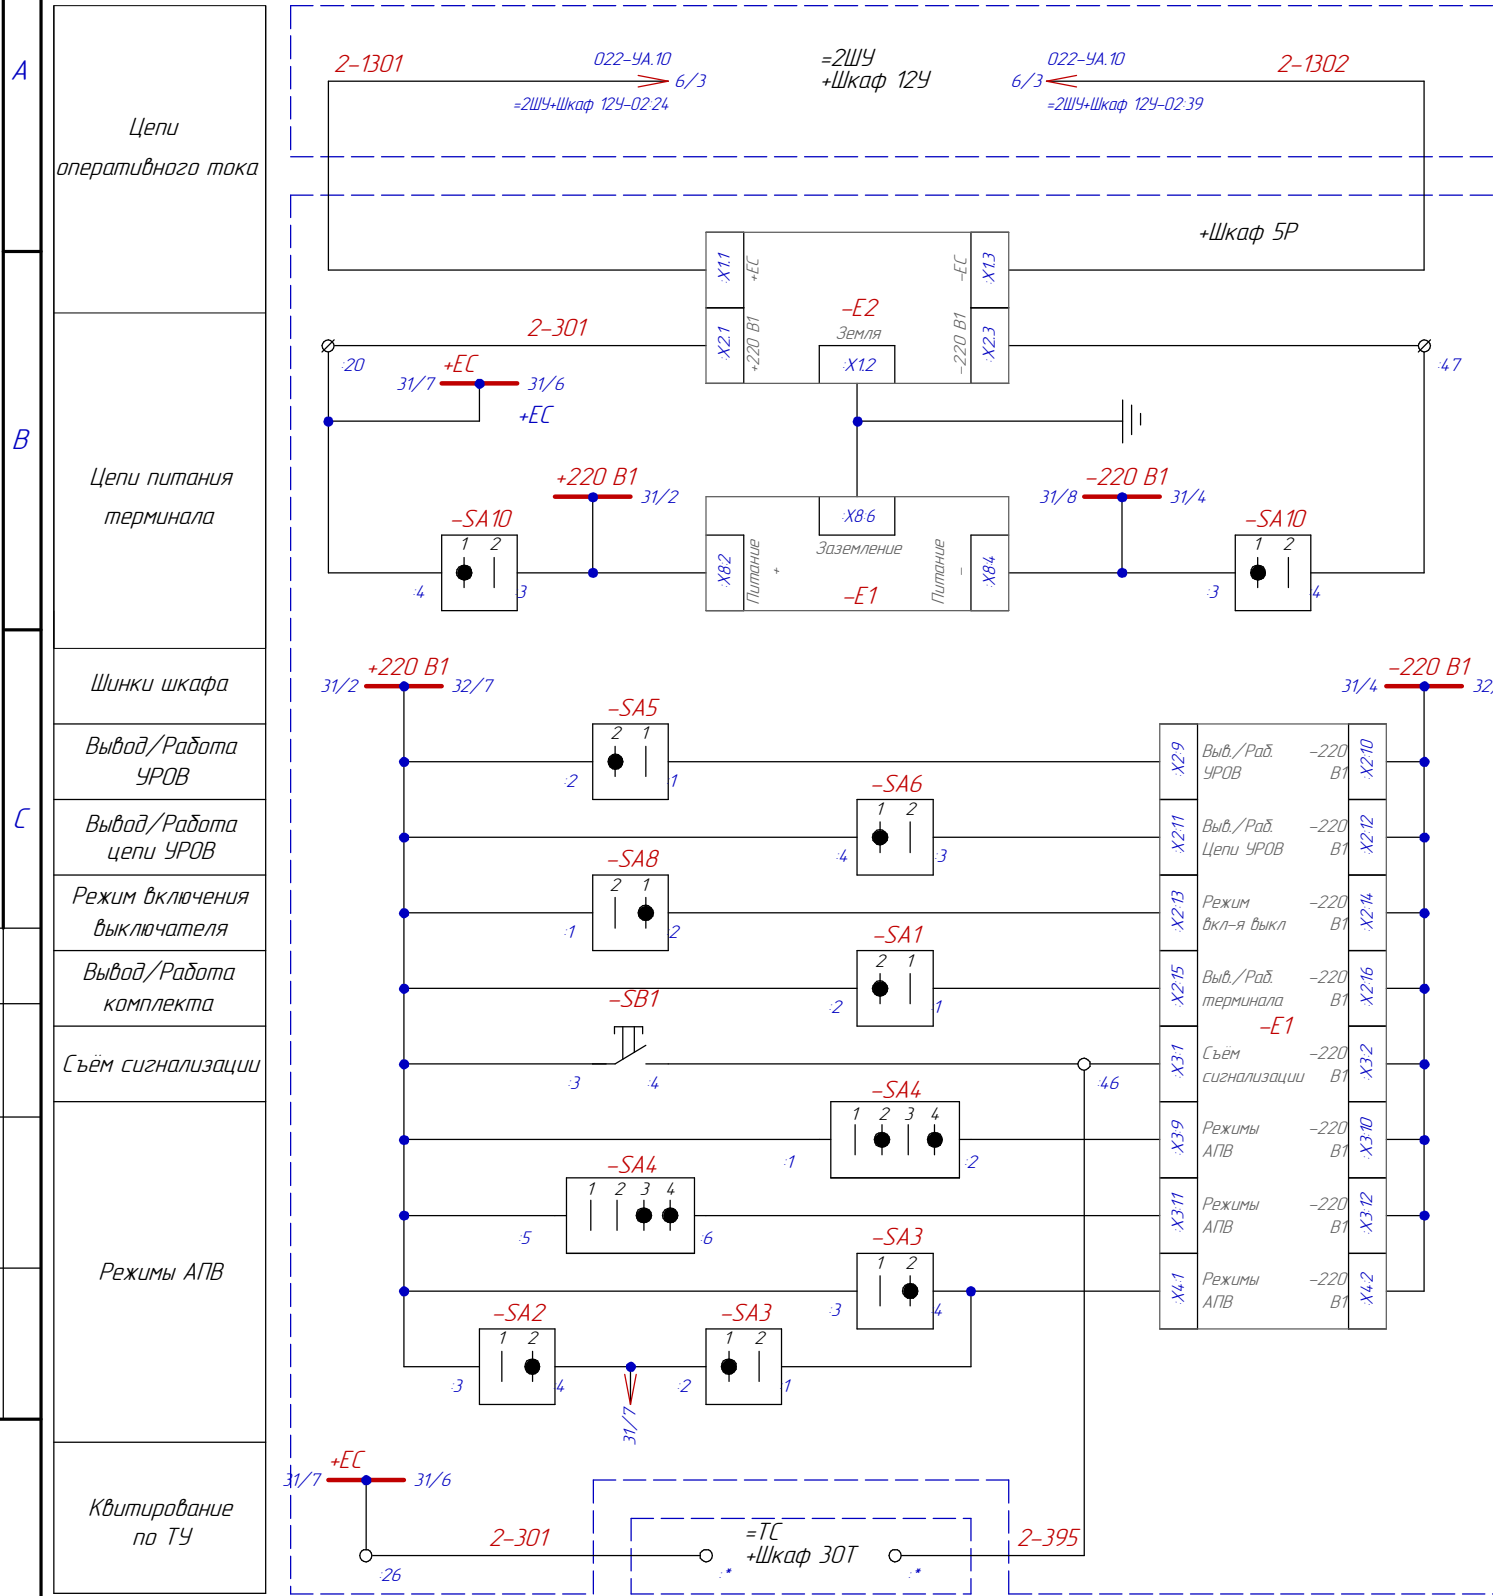 A
B
C
Цепи
оперативного тока
Цепи питания
терминала
Шинки шкафа
Вывод/Работа
УРОВ
Вывод/Работа
цепи УРОВ
Режим включения
выключателя
Вывод/Работа
комплекта
Съём сигнализации
Режимы АПВ
Квитирование
по ТУ
2-1301
022-УА.10
6/3
=2ШУ+Шкаф 12У-02:24
=2ШУ
+Шкаф 12У
022-УА.10
6/3
2-1302
=2ШУ+Шкаф 12У-02:39
+Шкаф 5Р
:X1:1
+EC
-EC
:X1:3
-E2
:X2:1
+220 В1
Земля
:X1:2
-220 В1
:X2:3
2-301
:20
:47
31/7
+EC
31/6
+EC
+220 В1
31/2
31/8
-220 В1
31/4
-SA10
1 2
:4
:3
:X8:6
Заземление
:X8:2
Питание
+
-E1
Питание
-
:X8:4
-SA10
1 2
:3
:4
31/2
+220 В1
32/7
31/4
-220 В1
32/
-SA5
2 1
:2
:1
:X2:9
Выв./Раб.
УРОВ
-220
В1
:X2:10
-SA6
1 2
:4
:3
:X2:11
Выв./Раб.
Цепи УРОВ
-220
В1
:X2:12
-SA8
2 1
:1
:2
:X2:13
Режим
вкл-я выкл
-220
В1
:X2:14
-SA1
2 1
:2
:1
:X2:15
Выв./Раб.
терминала
-220
В1
:X2:16
-E1
-SB1
:3
:4
:46
:X3:1
Съём
сигнализации
-220
В1
:X3:2
-SA4
1 2 3 4
:1
:2
:X3:9
Режимы
АПВ
-220
В1
:X3:10
-SA4
1 2 3 4
:5
:6
:X3:11
Режимы
АПВ
-220
В1
:X3:12
-SA3
1 2
:3
:4
:X4:1
Режимы
АПВ
-220
В1
:X4:2
-SA2
1 2
:3
:4
31/7
-SA3
1 2
:2
:1
31/7
+EC
31/6
:26
2-301
=ТС
+Шкаф 30Т
:*
:*
2-395